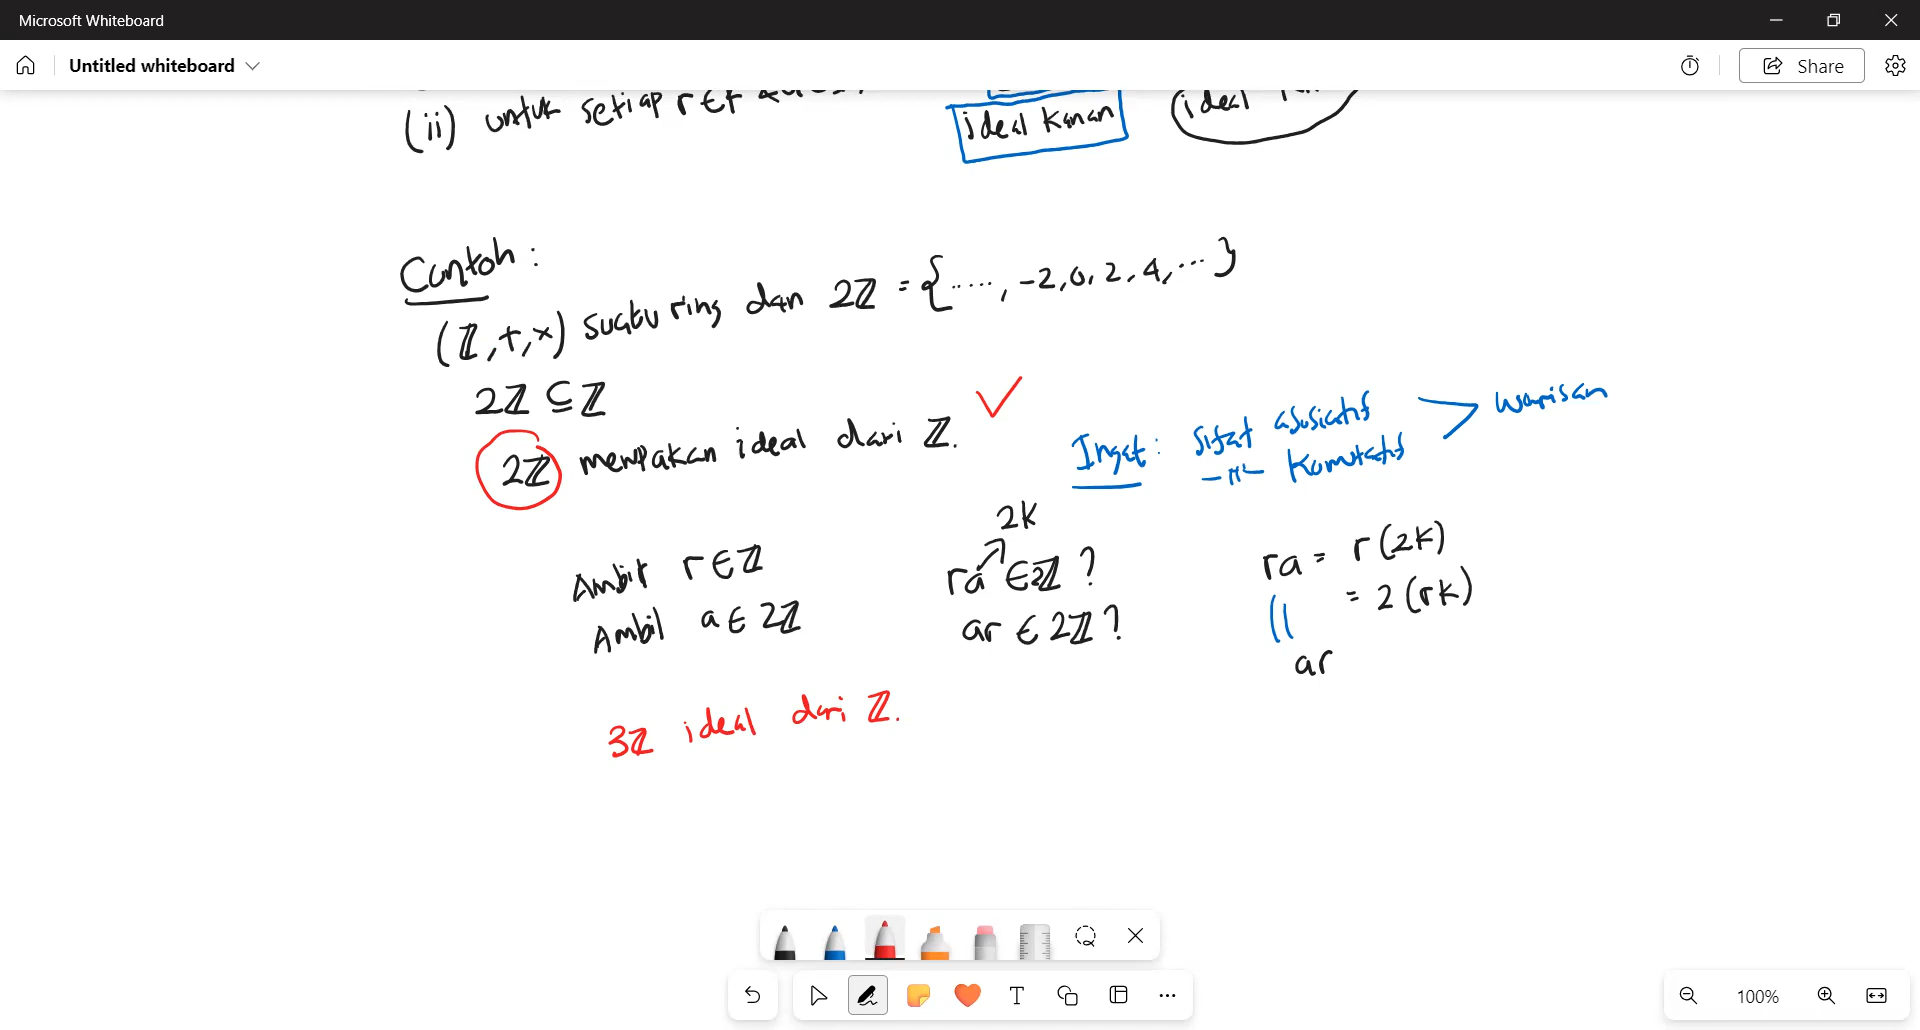 Microsoft Whiteboard
Untitled whiteboard
Share
(ii) untuk setiap r ∈
ideal kanan
ideal
Contoh :
(ℤ,+,×) suatu ring dan 2ℤ = {....., -2,0,2,4,...}
2ℤ ⊆ ℤ
2ℤ merupakan ideal dari ℤ. ✓
Ingat : sifat asosiatif
-"- komutatif
> warisan
Ambil r ∈ ℤ
Ambil a ∈ 2ℤ
2k
ra ∈ 2ℤ ?
ar ∈ 2ℤ ?
ra = r(2k)
= 2(rk)
||
ar
3ℤ ideal dari ℤ.
T
100%